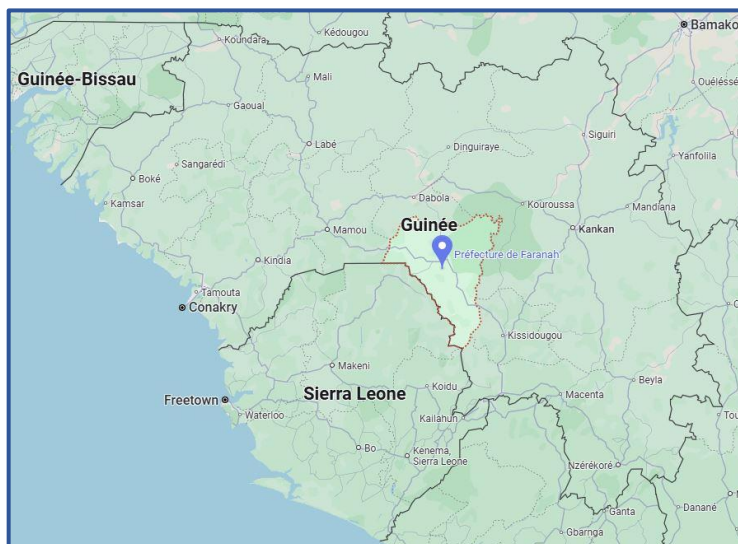 Kédougou
Bamako
Koundara
Guinée-Bissau
Mali
Ouéléssé
Gaoual
Siguiri
Labé
Dinguiraye
Yanfolila
Sangarédi
Boké
Dabola
Kouroussa
Mandiana
Kamsar
Guinée
Mamou
Kankan
Préfecture de Faranah
Kindia
Tamouta
Conakry
Kissidougou
Makeni
Beyla
Koidu
Sierra Leone
Macenta
Freetown
Waterloo
Kailahun
Bo
Kenema,
Sierra Leone
Nzérékoré
Danané
Ganta
Gbarnga